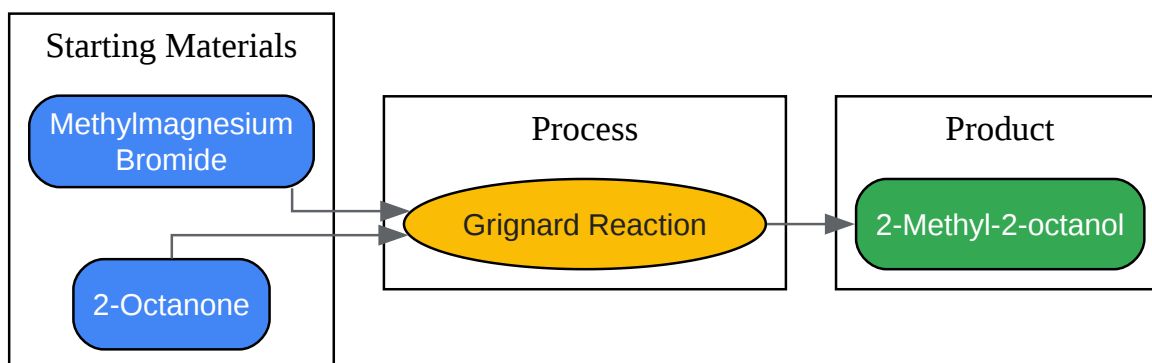 Starting Materials
Methylmagnesium
Bromide
2-Octanone
Process
Grignard Reaction
Product
2-Methyl-2-octanol